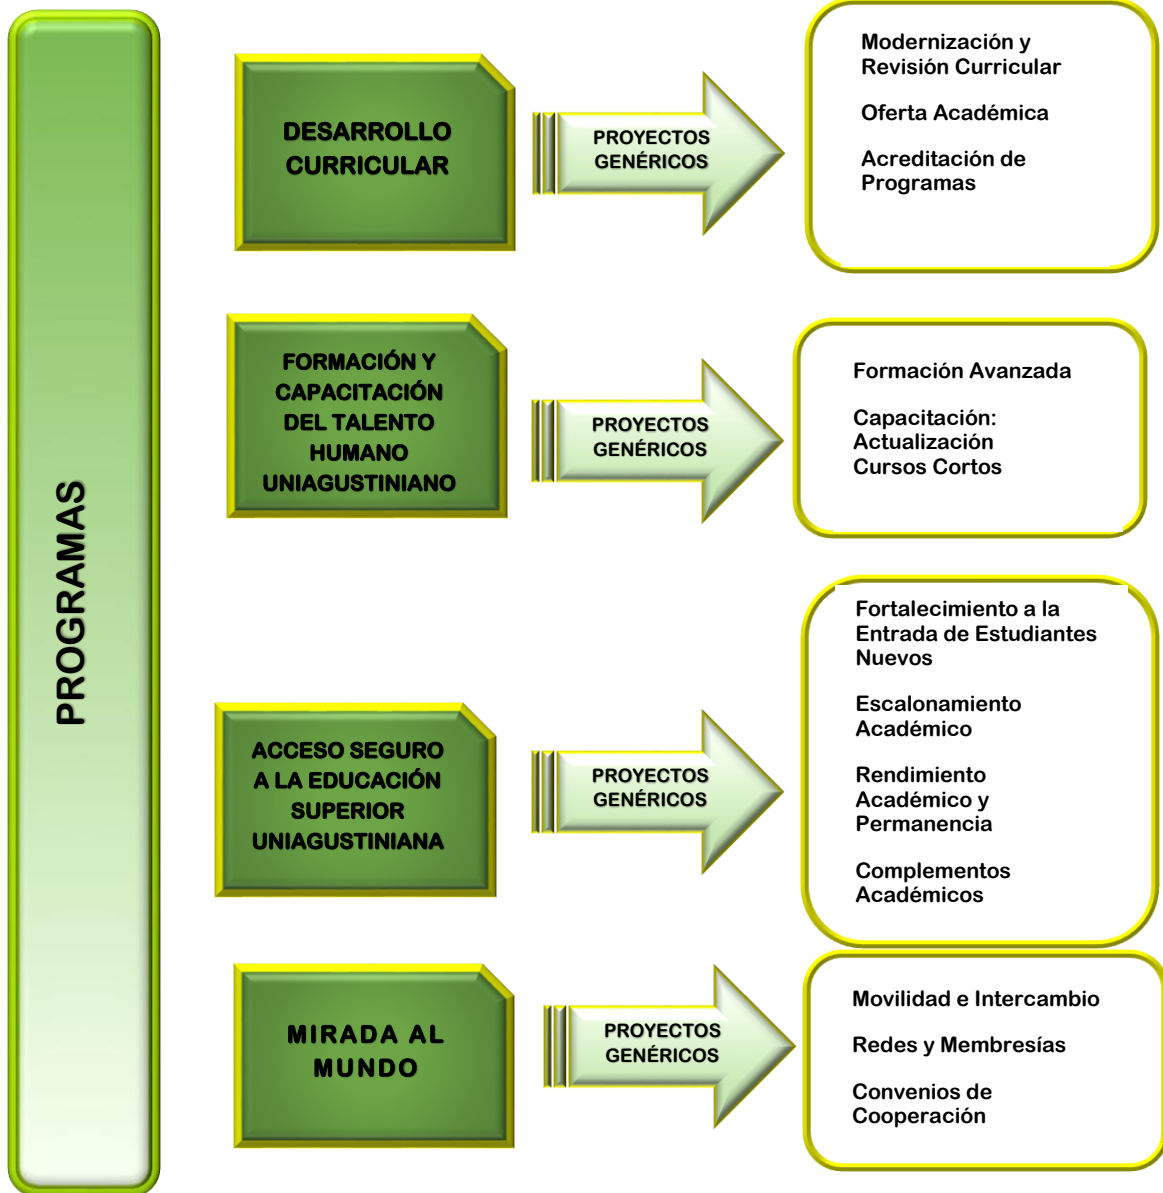 PROGRAMAS
DESARROLLO
CURRICULAR
PROYECTOS
GENÉRICOS
Modernización y
Revisión Curricular
Oferta Académica
Acreditación de
Programas
FORMACIÓN Y
CAPACITACIÓN
DEL TALENTO
HUMANO
UNIAGUSTINIANO
PROYECTOS
GENÉRICOS
Formación Avanzada
Capacitación:
Actualización
Cursos Cortos
ACCESO SEGURO
A LA EDUCACIÓN
SUPERIOR
UNIAGUSTINIANA
PROYECTOS
GENÉRICOS
Fortalecimiento a la
Entrada de Estudiantes
Nuevos
Escalonamiento
Académico
Rendimiento
Académico y
Permanencia
Complementos
Académicos
MIRADA AL
MUNDO
PROYECTOS
GENÉRICOS
Movilidad e Intercambio
Redes y Membresías
Convenios de
Cooperación